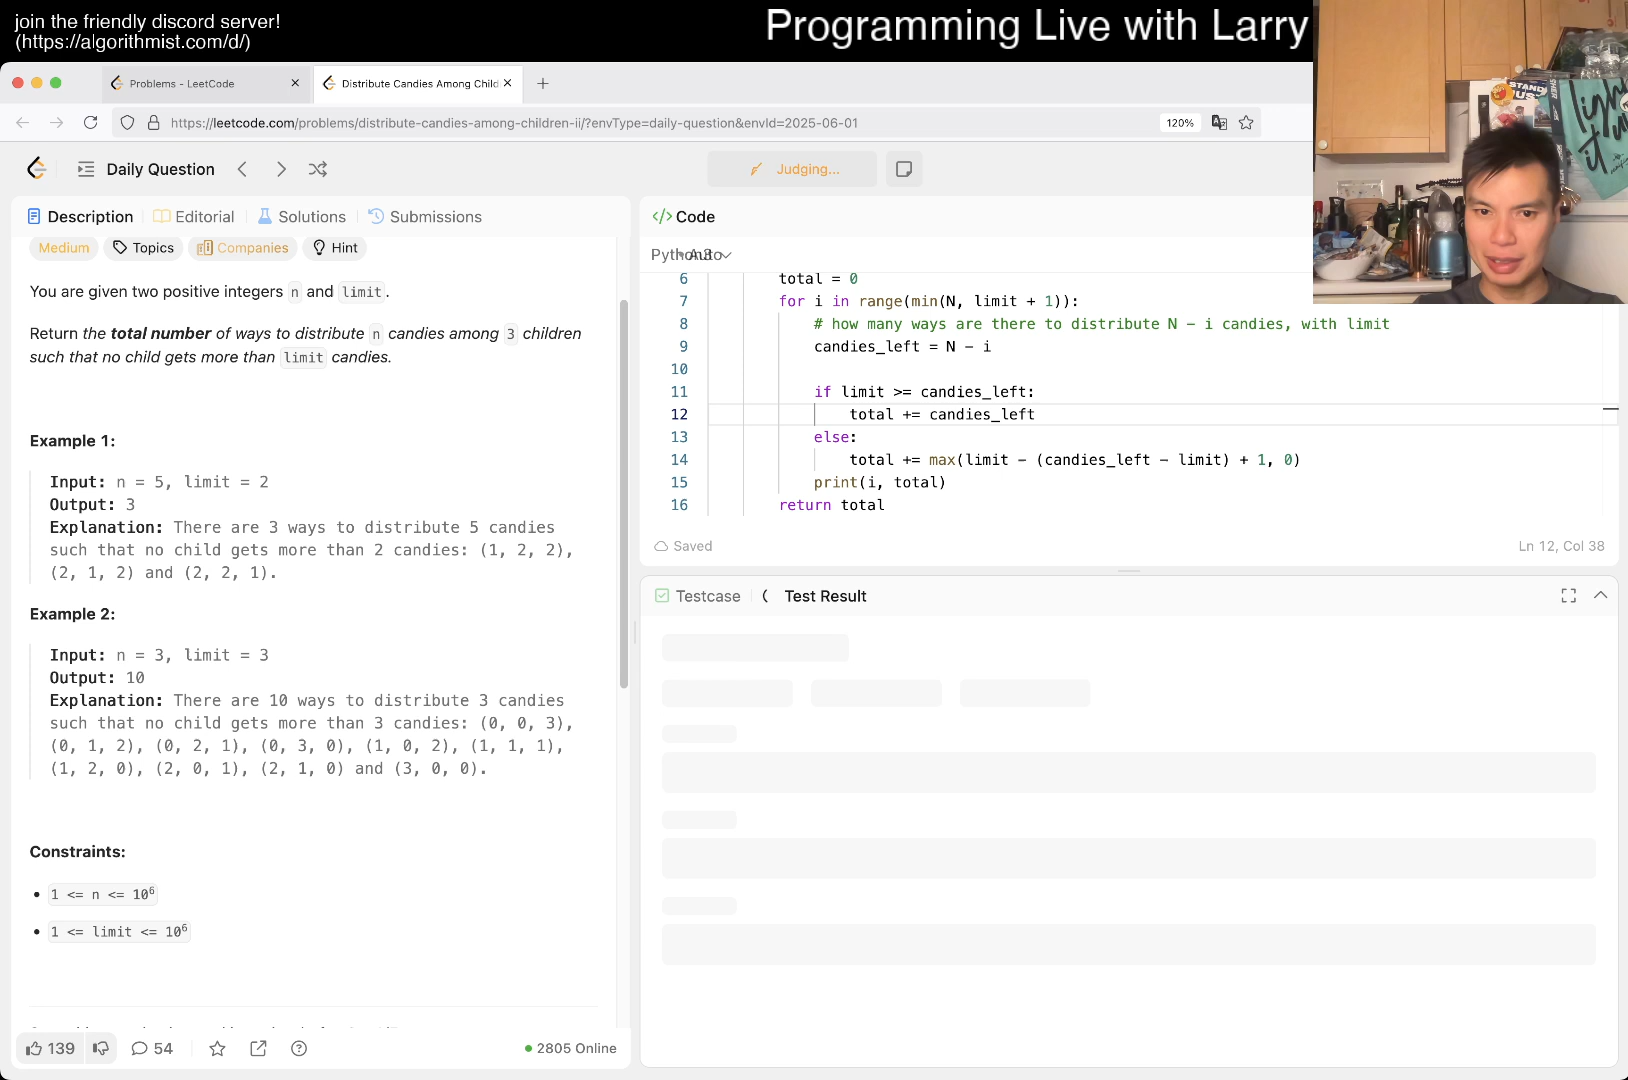 join the friendly discord server!
(https://algorithmist.com/d/)
Programming Live with Larry
Problems - LeetCode
Distribute Candies Among Child
https://leetcode.com/problems/distribute-candies-among-children-ii/?envType=daily-question&envId=2025-06-01
120%
Daily Question
Judging...
Description
Editorial
Solutions
Submissions
Medium
Topics
Companies
Hint
You are given two positive integers n and limit.
Return the total number of ways to distribute n candies among 3 children
such that no child gets more than limit candies.
Example 1:
Input: n = 5, limit = 2
Output: 3
Explanation: There are 3 ways to distribute 5 candies
such that no child gets more than 2 candies: (1, 2, 2),
(2, 1, 2) and (2, 2, 1).
Example 2:
Input: n = 3, limit = 3
Output: 10
Explanation: There are 10 ways to distribute 3 candies
such that no child gets more than 3 candies: (0, 0, 3),
(0, 1, 2), (0, 2, 1), (0, 3, 0), (1, 0, 2), (1, 1, 1),
(1, 2, 0), (2, 0, 1), (2, 1, 0) and (3, 0, 0).
Constraints:
1 <= n <= 10⁶
1 <= limit <= 10⁶
139
54
2805 Online
</> Code
Python3 Auto
6 total = 0
7 for i in range(min(N, limit + 1)):
8 # how many ways are there to distribute N - i candies, with limit
9 candies_left = N - i
10
11 if limit >= candies_left:
12 total += candies_left
13 else:
14 total += max(limit - (candies_left - limit) + 1, 0)
15 print(i, total)
16 return total
Saved
Ln 12, Col 38
Testcase
Test Result